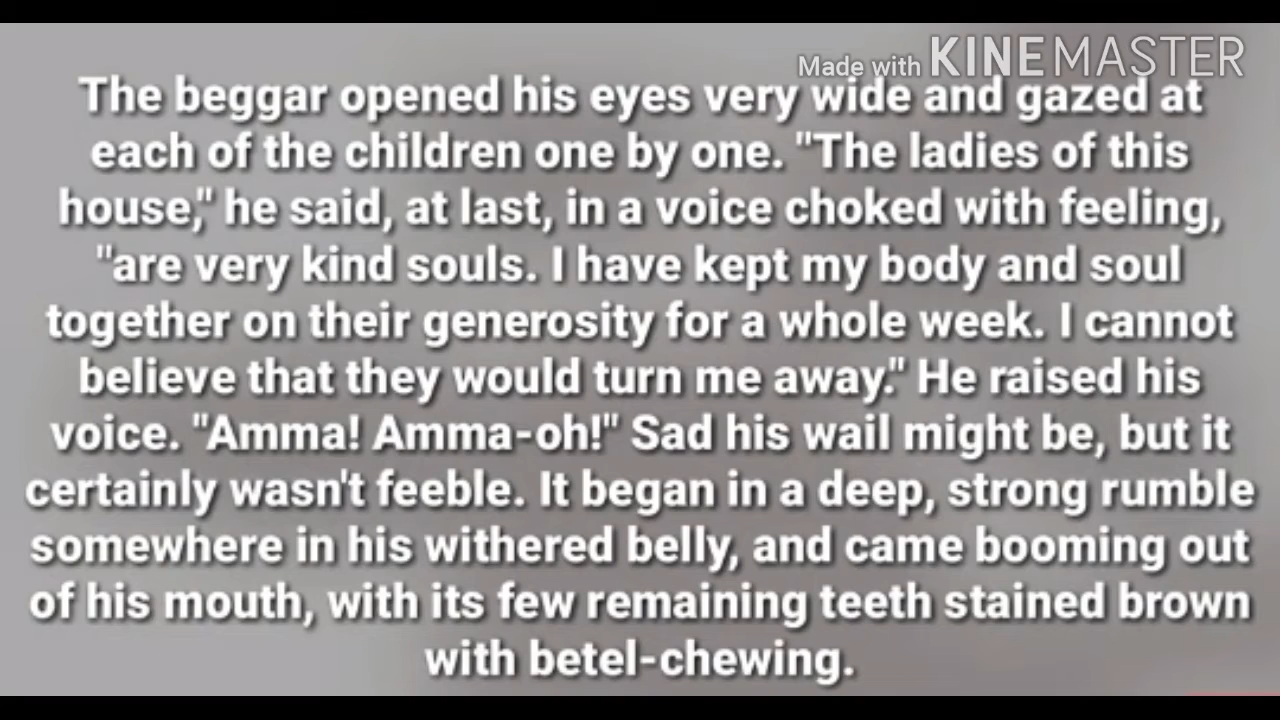 Made with KINEMASTER
The beggar opened his eyes very wide and gazed at
each of the children one by one. "The ladies of this
house," he said, at last, in a voice choked with feeling,
"are very kind souls. I have kept my body and soul
together on their generosity for a whole week. I cannot
believe that they would turn me away." He raised his
voice. "Amma! Amma-oh!" Sad his wail might be, but it
certainly wasn't feeble. It began in a deep, strong rumble
somewhere in his withered belly, and came booming out
of his mouth, with its few remaining teeth stained brown
with betel-chewing.